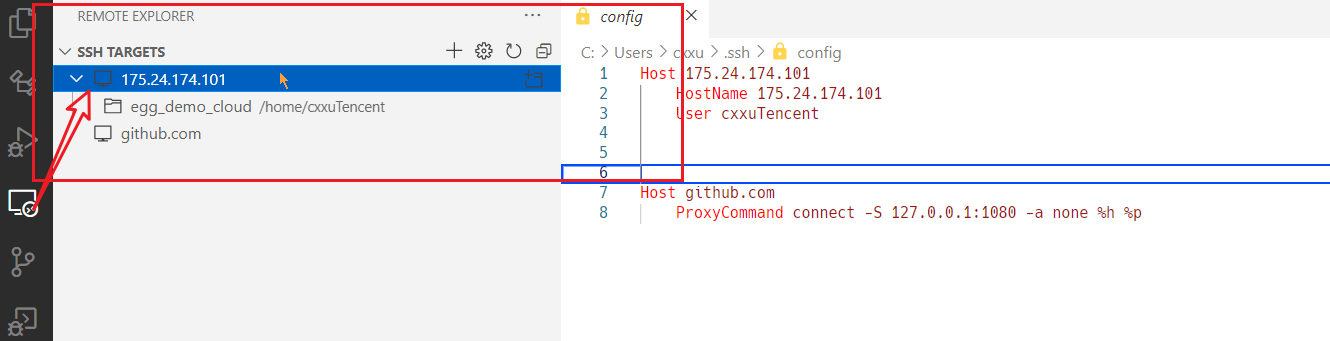 REMOTE EXPLORER
SSH TARGETS
175.24.174.101
egg_demo_cloud /home/cxxuTencent
github.com
config
C: > Users > cxxu > .ssh > config
1 Host 175.24.174.101
2 HostName 175.24.174.101
3 User cxxuTencent
4
5
6
7 Host github.com
8 ProxyCommand connect -S 127.0.0.1:1080 -a none %h %p